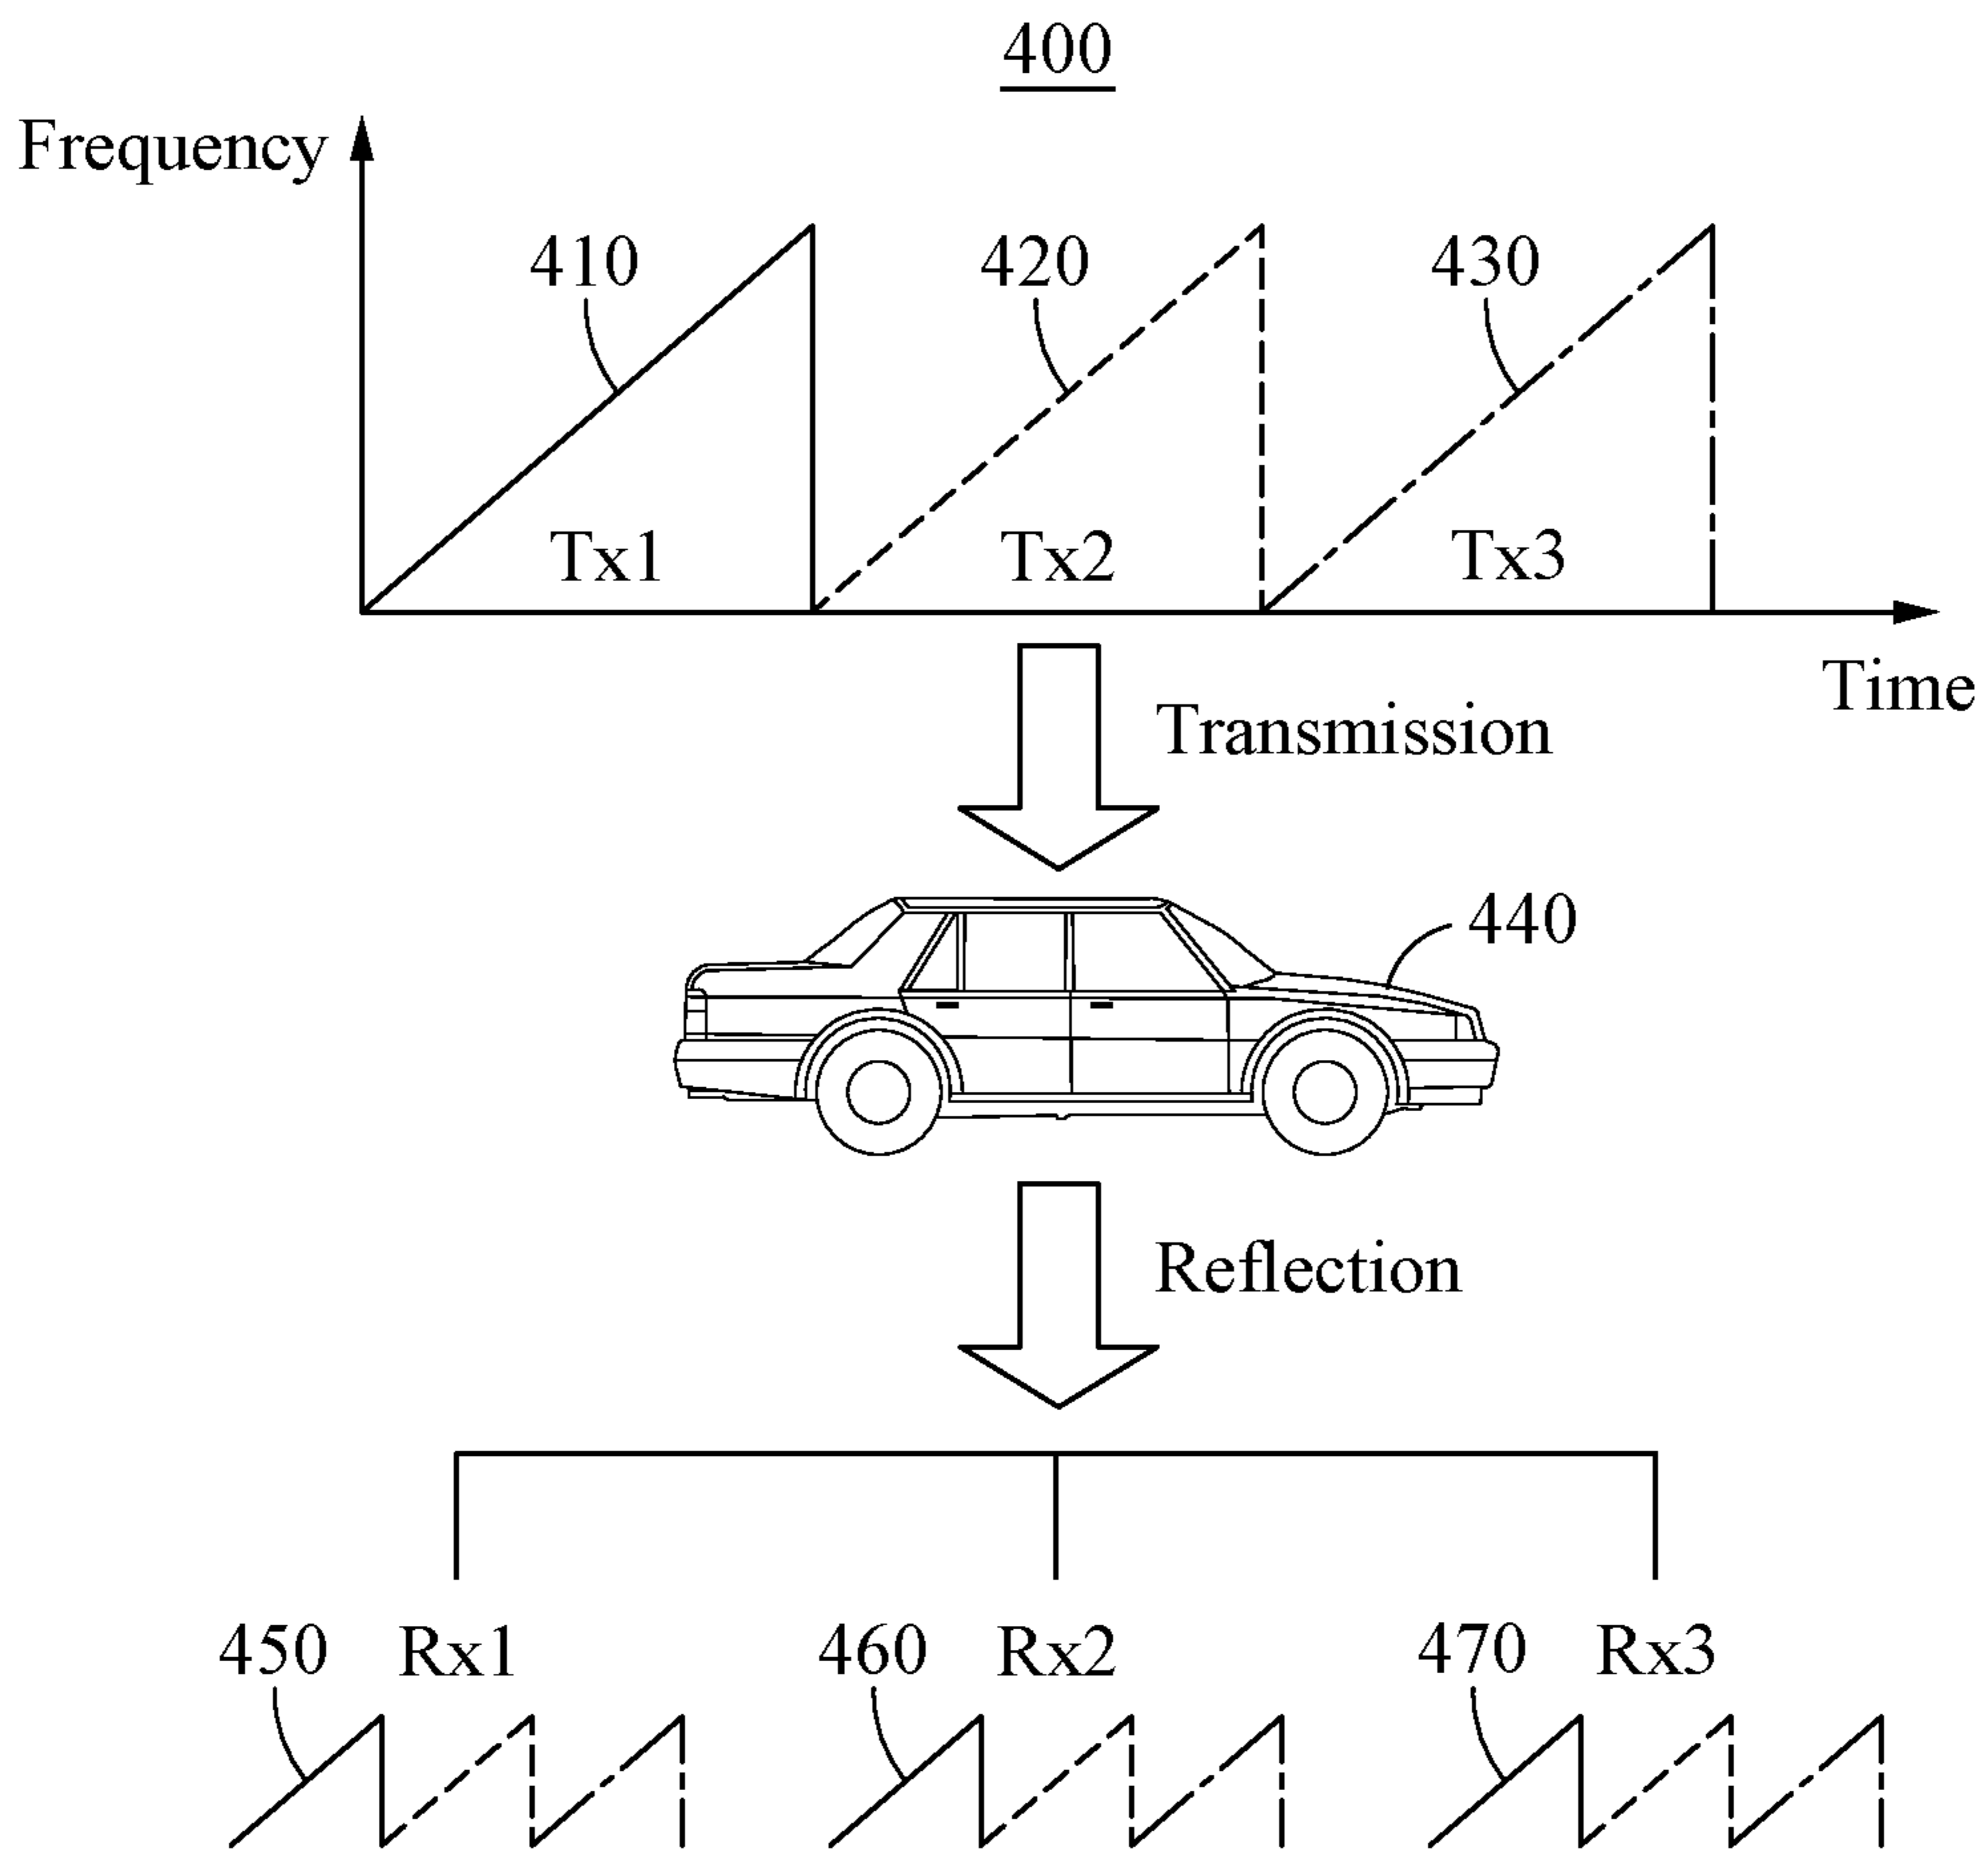 400
Frequency
410
420
430
Tx1
Tx2
Tx3
Time
Transmission
440
Reflection
450 Rx1
460 Rx2
470 Rx3